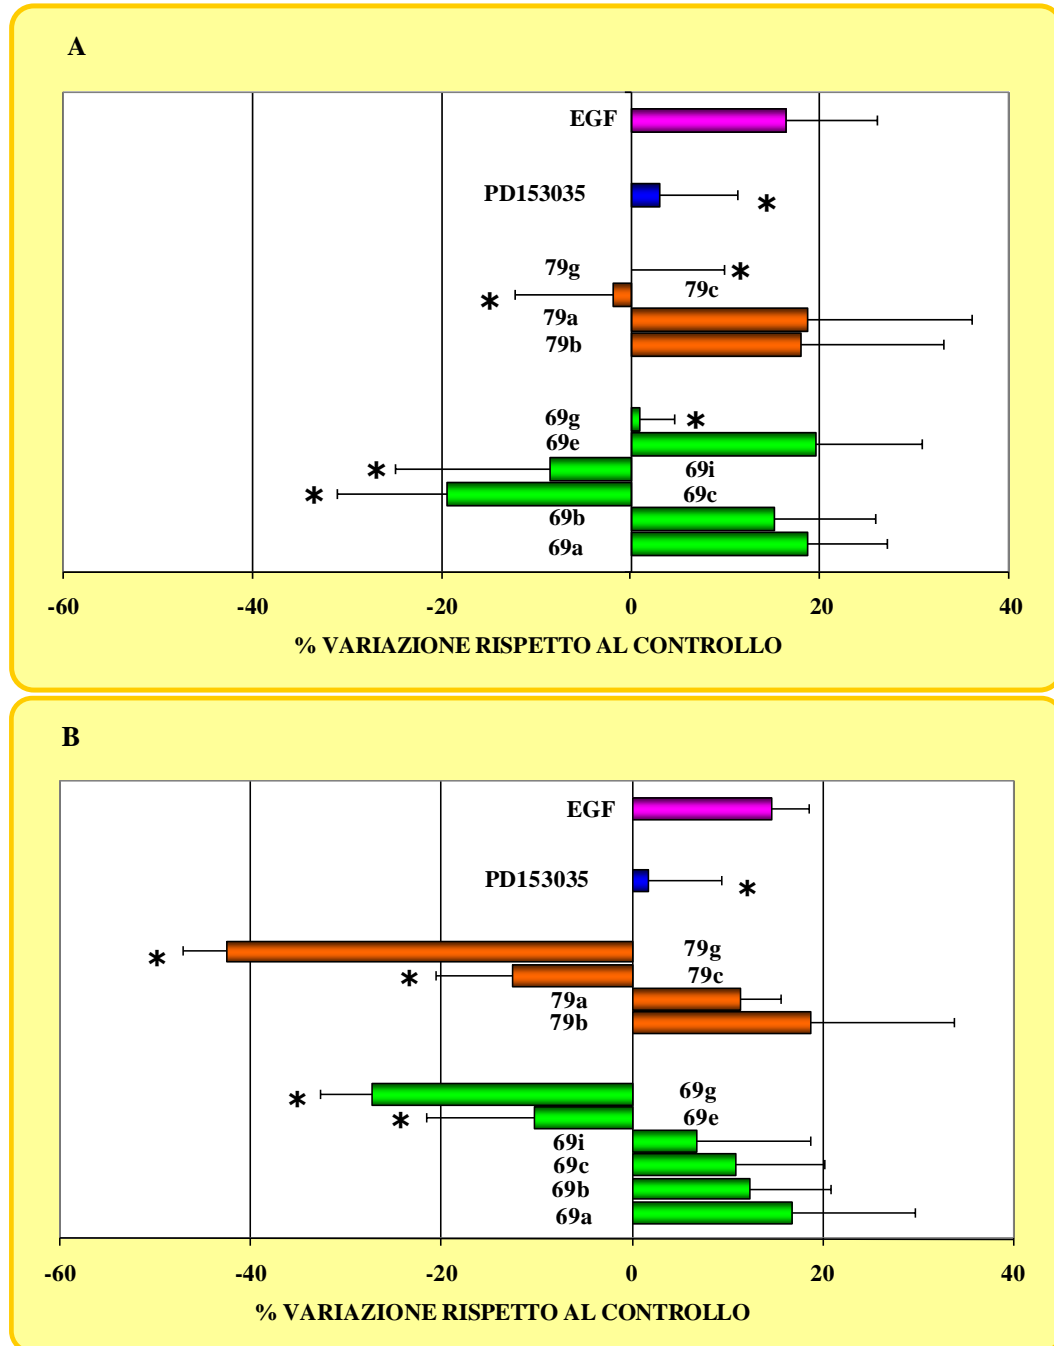 A
EGF
PD153035
*
79g
*
79c
*
79a
79b
69g
*
69e
*
69i
*
69c
69b
69a
-60 -40 -20 0 20 40
% VARIAZIONE RISPETTO AL CONTROLLO
B
EGF
PD153035
*
*
79g
*
79c
79a
79b
*
69g
*
69e
69i
69c
69b
69a
-60 -40 -20 0 20 40
% VARIAZIONE RISPETTO AL CONTROLLO